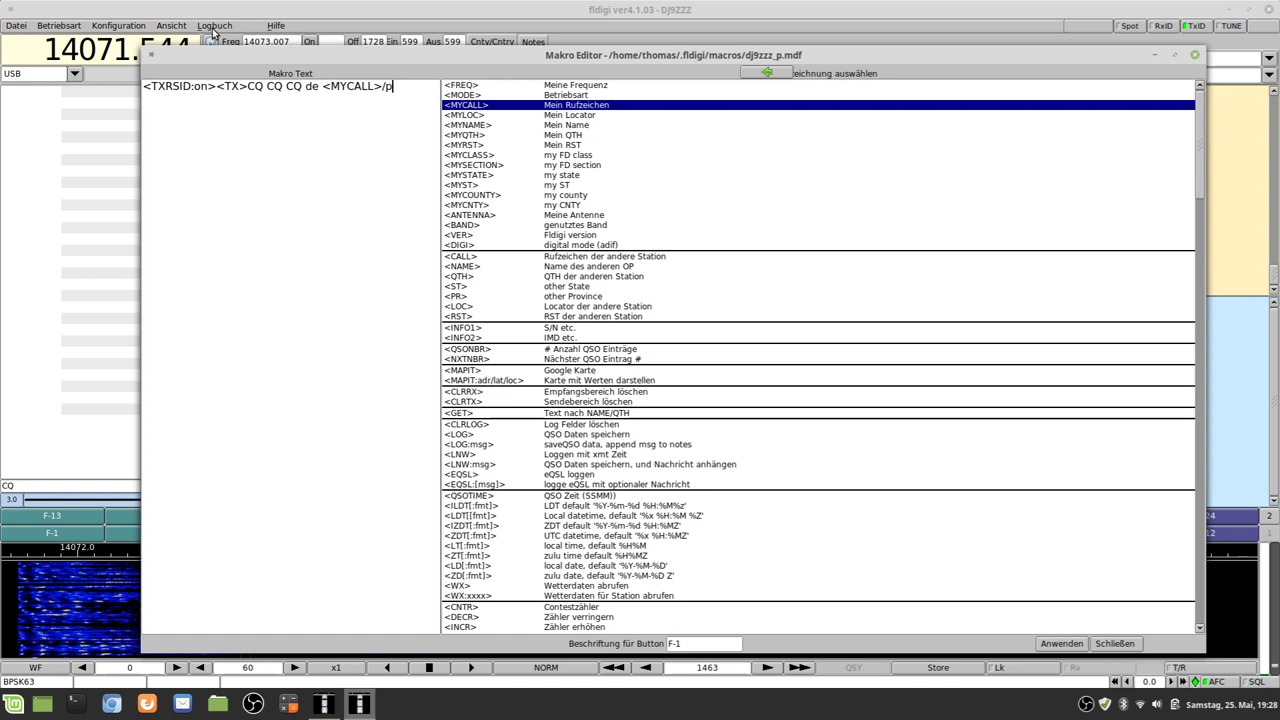 fldigi ver4.1.03 - DJ9ZZZ
Datei Betriebsart Konfiguration Ansicht Logbuch Hilfe Spot RxID TxID TUNE
14071.544 Freq 14073.007 On Off 1728 Ein 599 Aus 599 Cnty/Cntry Notes
USB
Makro Editor - /home/thomas/.fldigi/macros/dj9zzz_p.mdf
Makro Text zeichnung auswählen
<TXRSID:on><TX>CQ CQ CQ de <MYCALL>/p
<FREQ> Meine Frequenz
<MODE> Betriebsart
<MYCALL> Mein Rufzeichen
<MYLOC> Mein Locator
<MYNAME> Mein Name
<MYQTH> Mein QTH
<MYRST> Mein RST
<MYCLASS> my FD class
<MYSECTION> my FD section
<MYSTATE> my state
<MYST> my ST
<MYCOUNTY> my county
<MYCNTY> my CNTY
<ANTENNA> Meine Antenne
<BAND> genutztes Band
<VER> Fldigi version
<DIGI> digital mode (adif)
<CALL> Rufzeichen der andere Station
<NAME> Name des anderen OP
<QTH> QTH der anderen Station
<ST> other State
<PR> other Province
<LOC> Locator der andere Station
<RST> RST der anderen Station
<INFO1> S/N etc.
<INFO2> IMD etc.
<QSONBR> # Anzahl QSO Einträge
<NXTNBR> Nächster QSO Eintrag #
<MAPIT> Google Karte
<MAPIT:adr/lat/loc> Karte mit Werten darstellen
<CLRRX> Empfangsbereich löschen
<CLRTX> Sendebereich löschen
<GET> Text nach NAME/QTH
<CLRLOG> Log Felder löschen
<LOG> QSO Daten speichern
<LOG:msg> saveQSO data, append msg to notes
<LNW> Loggen mit xmt Zeit
<LNW:msg> QSO Daten speichern, und Nachricht anhängen
<EQSL> eQSL loggen
<EQSL:[msg]> logge eQSL mit optionaler Nachricht
<QSOTIME> QSO Zeit (SSMM))
<ILDT[:fmt]> LDT default '%Y-%m-%d %H:%M%z'
<LDT[[fmt]> Local datetime, default '%x %H:%M %Z'
<IZDT[:fmt]> ZDT default '%Y-%m-%d %H:%MZ'
<ZDT[:fmt]> UTC datetime, default '%x %H:%MZ'
<LT[:fmt]> local time, default %H%M
<ZT[:fmt]> zulu time default %H%MZ
<LD[:fmt]> local date, default '%Y-%M-%D'
<ZD[:fmt]> zulu date, default '%Y-%M-%D Z'
<WX> Wetterdaten abrufen
<WX:xxxx> Wetterdaten für Station abrufen
<CNTR> Contestzähler
<DECR> Zähler verringern
<INCR> Zähler erhöhen
Beschriftung für Button F-1 Anwenden Schließen
CQ
3.0
F-13 24 2
F-1 12 1
14072.0
WF 0 60 x1 NORM 1463 QSY Store Lk Rv T/R
BPSK63 0.0 AFC SQL
Samstag, 25. Mai, 19:28